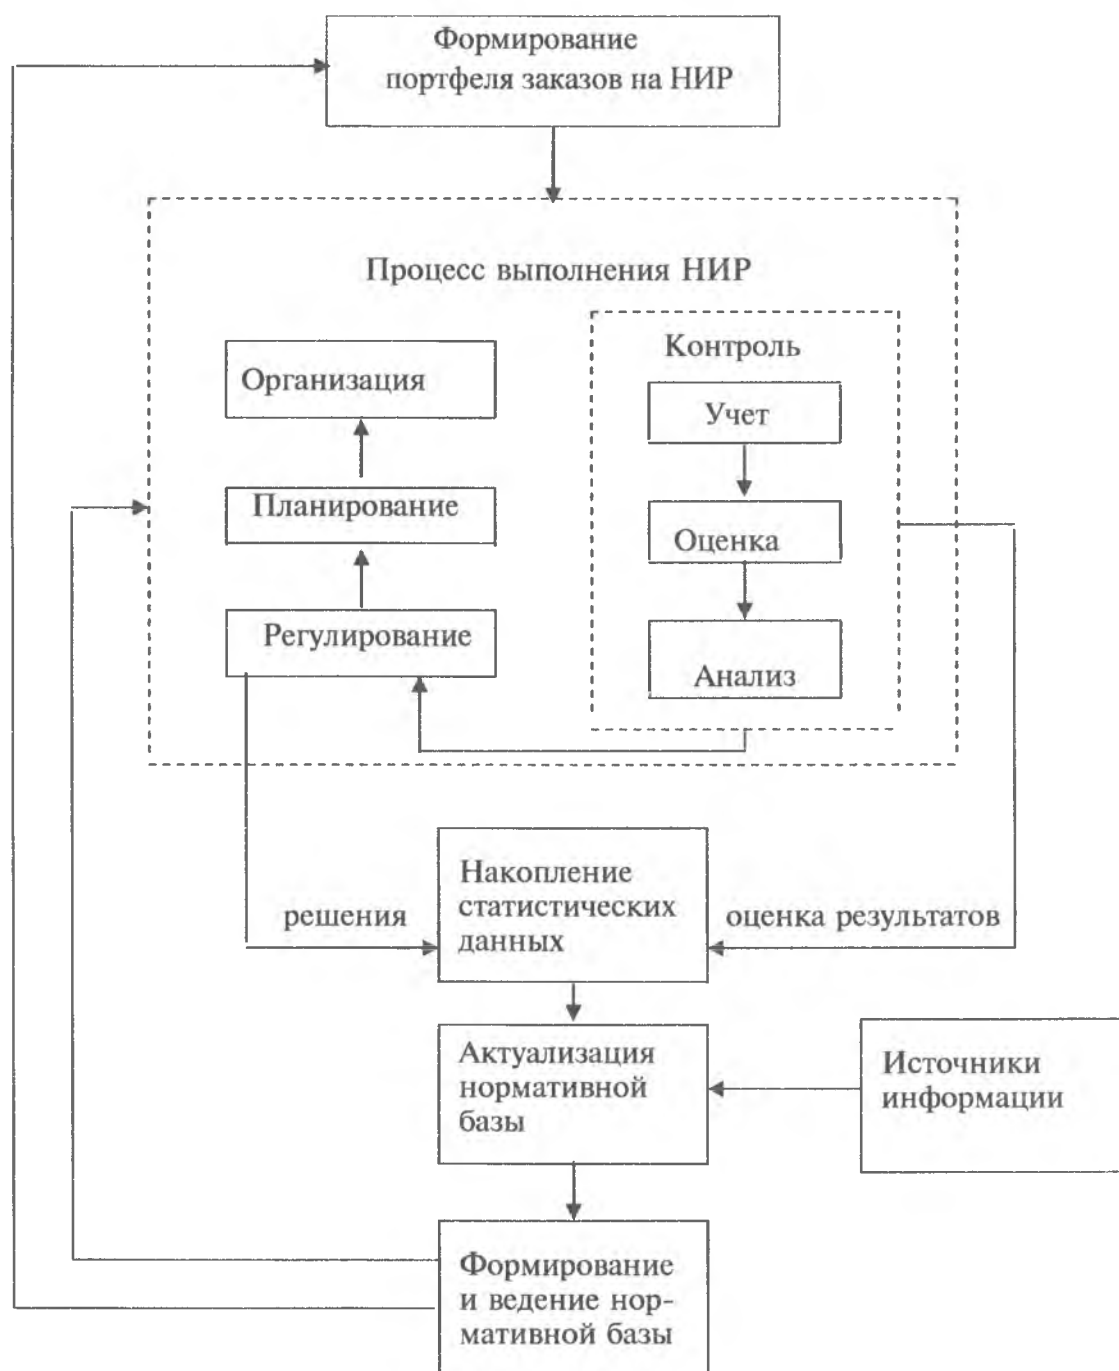 Формирование
портфеля заказов на НИР
Процесс выполнения НИР
Организация
Планирование
Регулирование
Контроль
Учет
Оценка
Анализ
решения
Накопление
статистических
данных
оценка результатов
Актуализация
нормативной
базы
Источники
информации
Формирование
и ведение нор-
мативной базы